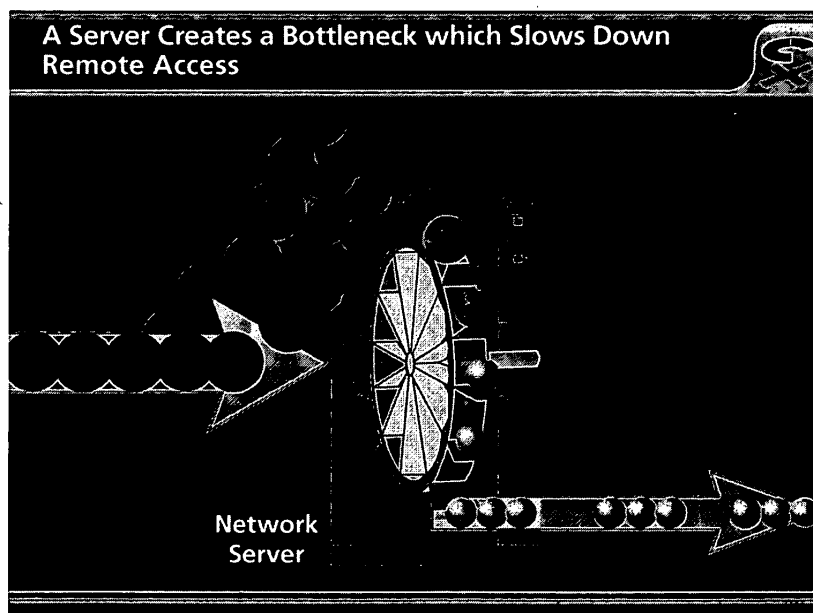 A Server Creates a Bottleneck which Slows Down
Remote Access
Network
Server